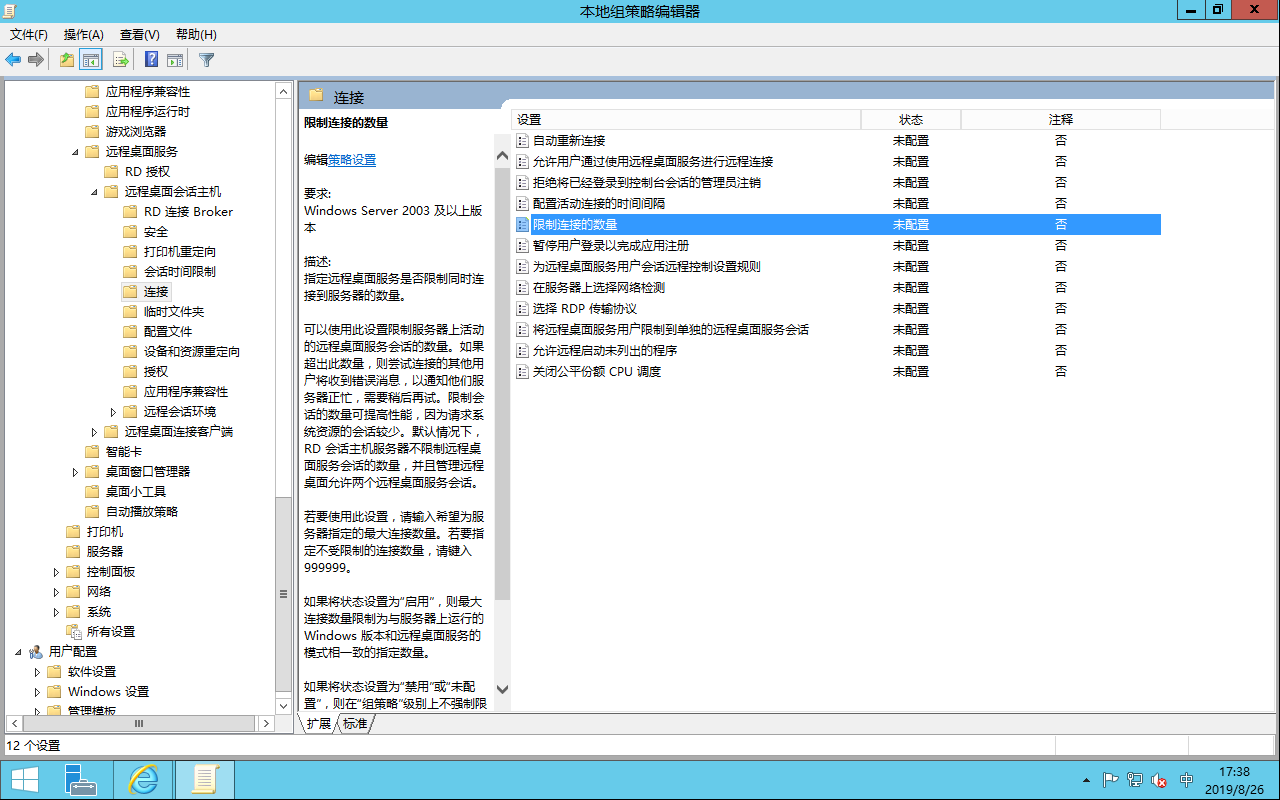 本地组策略编辑器
文件(F) 操作(A) 查看(V) 帮助(H)
应用程序兼容性
应用程序运行时
游戏浏览器
远程桌面服务
RD 授权
远程桌面会话主机
RD 连接 Broker
安全
打印机重定向
会话时间限制
连接
临时文件夹
配置文件
设备和资源重定向
授权
应用程序兼容性
远程会话环境
远程桌面连接客户端
智能卡
桌面窗口管理器
桌面小工具
自动播放策略
打印机
服务器
控制面板
网络
系统
所有设置
用户配置
软件设置
Windows 设置
管理模板
连接
限制连接的数量
编辑策略设置
要求:
Windows Server 2003 及以上版
本
描述:
指定远程桌面服务是否限制同时连
接到服务器的数量。
可以使用此设置限制服务器上活动
的远程桌面服务会话的数量。如果
超出此数量，则尝试连接的其他用
户将收到错误消息，以通知他们服
务器正忙，需要稍后再试。限制会
话的数量可提高性能，因为请求系
统资源的会话较少。默认情况下，
RD 会话主机服务器不限制远程桌
面服务会话的数量，并且管理远程
桌面允许两个远程桌面服务会话。
若要使用此设置，请输入希望为服
务器指定的最大连接数量。若要指
定不受限制的连接数量，请键入
999999。
如果将状态设置为“启用”，则最大
连接数量限制为与服务器上运行的
Windows 版本和远程桌面服务的
模式相一致的指定数量。
如果将状态设置为“禁用”或“未配
置”，则在“组策略”级别上不强制限
设置 状态 注释
自动重新连接 未配置 否
允许用户通过使用远程桌面服务进行远程连接 未配置 否
拒绝将已经登录到控制台会话的管理员注销 未配置 否
配置活动连接的时间间隔 未配置 否
限制连接的数量 未配置 否
暂停用户登录以完成应用注册 未配置 否
为远程桌面服务用户会话远程控制设置规则 未配置 否
在服务器上选择网络检测 未配置 否
选择 RDP 传输协议 未配置 否
将远程桌面服务用户限制到单独的远程桌面服务会话 未配置 否
允许远程启动未列出的程序 未配置 否
关闭公平份额 CPU 调度 未配置 否
扩展 标准
12 个设置
中
17:38
2019/8/26